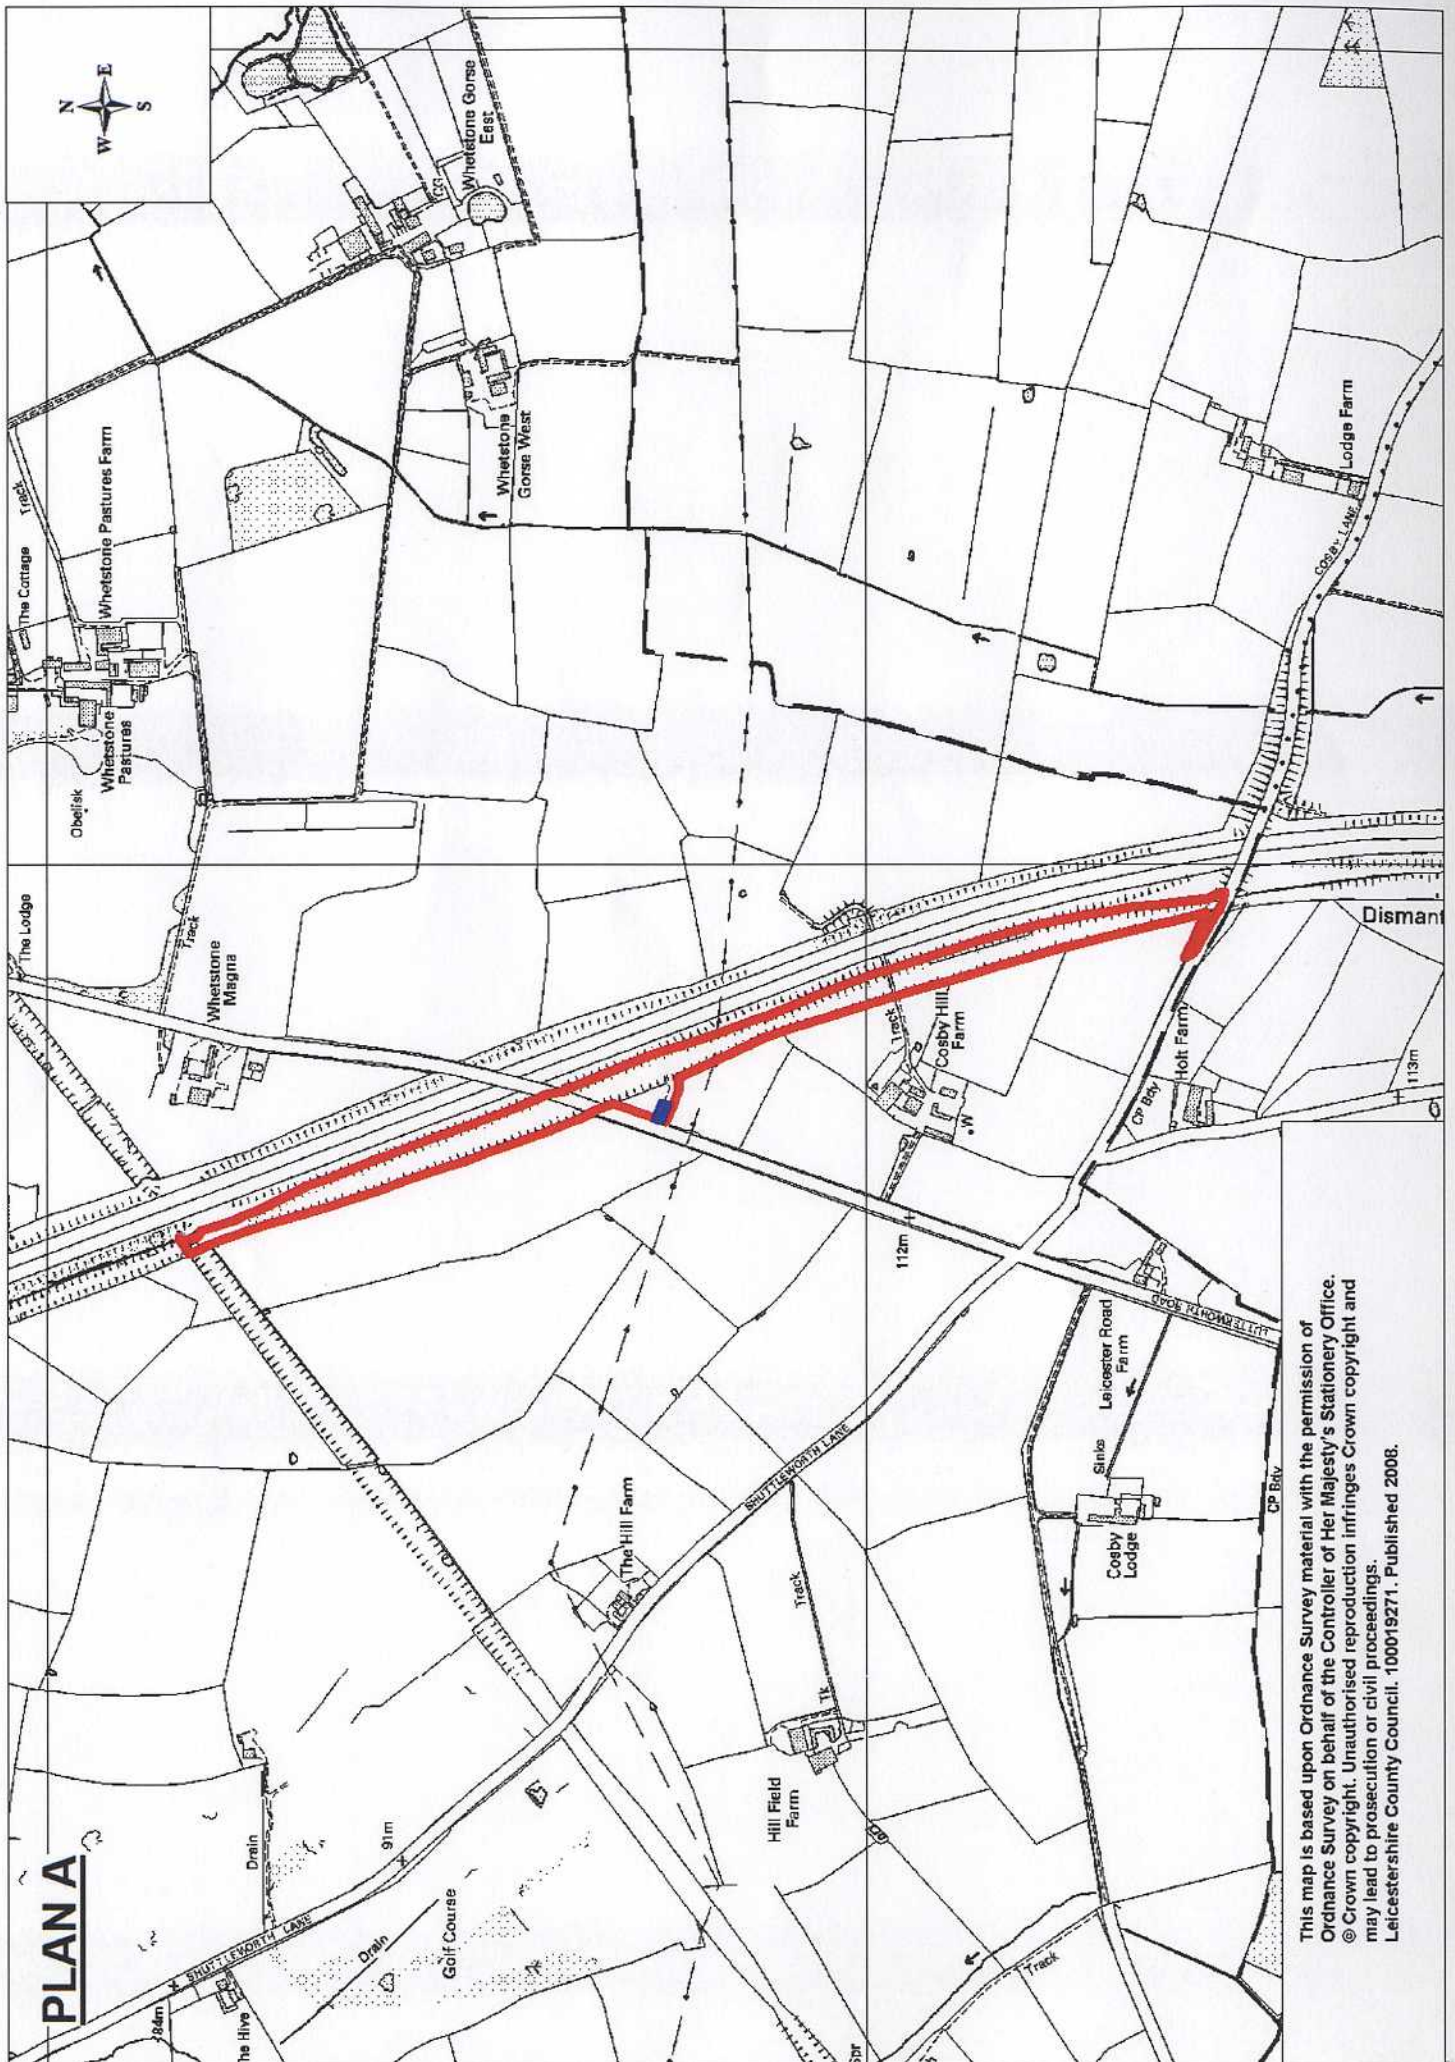 PLAN A
N
W E
S
The Lodge
The Cottage
Track
Obelisk
Whetstone
Pastures
Whetstone Pastures Farm
Track
Whetstone
Magna
Whetstone Gorse
East
CG
Whetstone
Gorse West
Drain
SHUTTLEWORTH LANE
84m
The Hive
91m
Drain
Golf Course
The Hill Farm
SHUTTLEWORTH LANE
Track
Tk
Hill Field
Farm
Track
Cosby Hill
Farm
W
112m
CP Bdy
Holt Farm
COSBY LANE
Lodge Farm
Dismant
113m
Leicester Road
Farm
LUTTERWORTH ROAD
Sinks
Cosby
Lodge
CP Bdy
Track
Spr
This map is based upon Ordnance Survey material with the permission of
Ordnance Survey on behalf of the Controller of Her Majesty's Stationery Office.
© Crown copyright. Unauthorised reproduction infringes Crown copyright and
may lead to prosecution or civil proceedings.
Leicestershire County Council. 100019271. Published 2008.